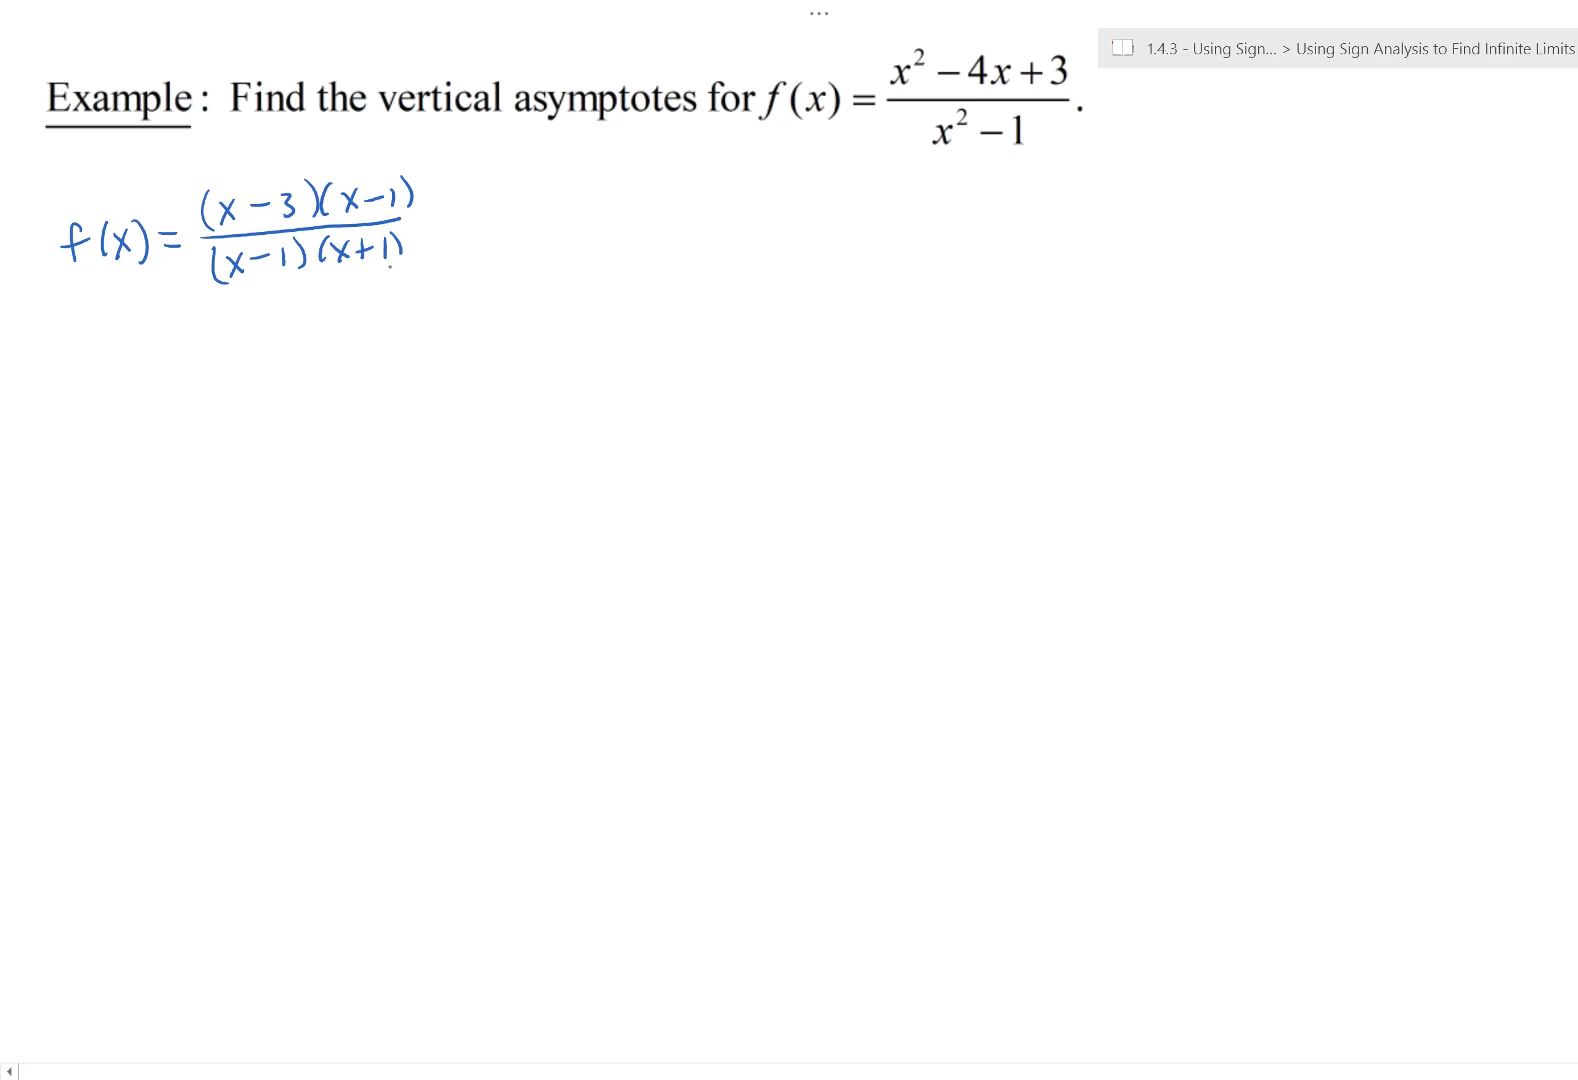 ...
1.4.3 - Using Sign... > Using Sign Analysis to Find Infinite Limits
Example: Find the vertical asymptotes for f(x) = (x² − 4x + 3)/(x² − 1).
f(x) = (x − 3)(x − 1)/(x − 1)(x + 1)